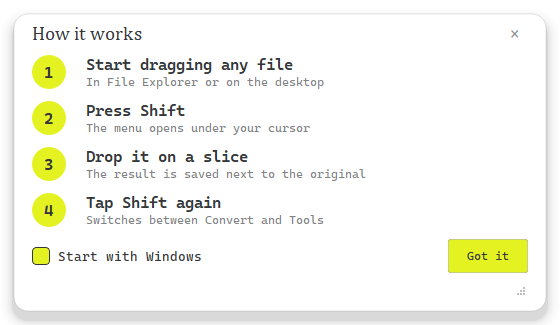 How it works
×
1
Start dragging any file
In File Explorer or on the desktop
2
Press Shift
The menu opens under your cursor
3
Drop it on a slice
The result is saved next to the original
4
Tap Shift again
Switches between Convert and Tools
Start with Windows
Got it